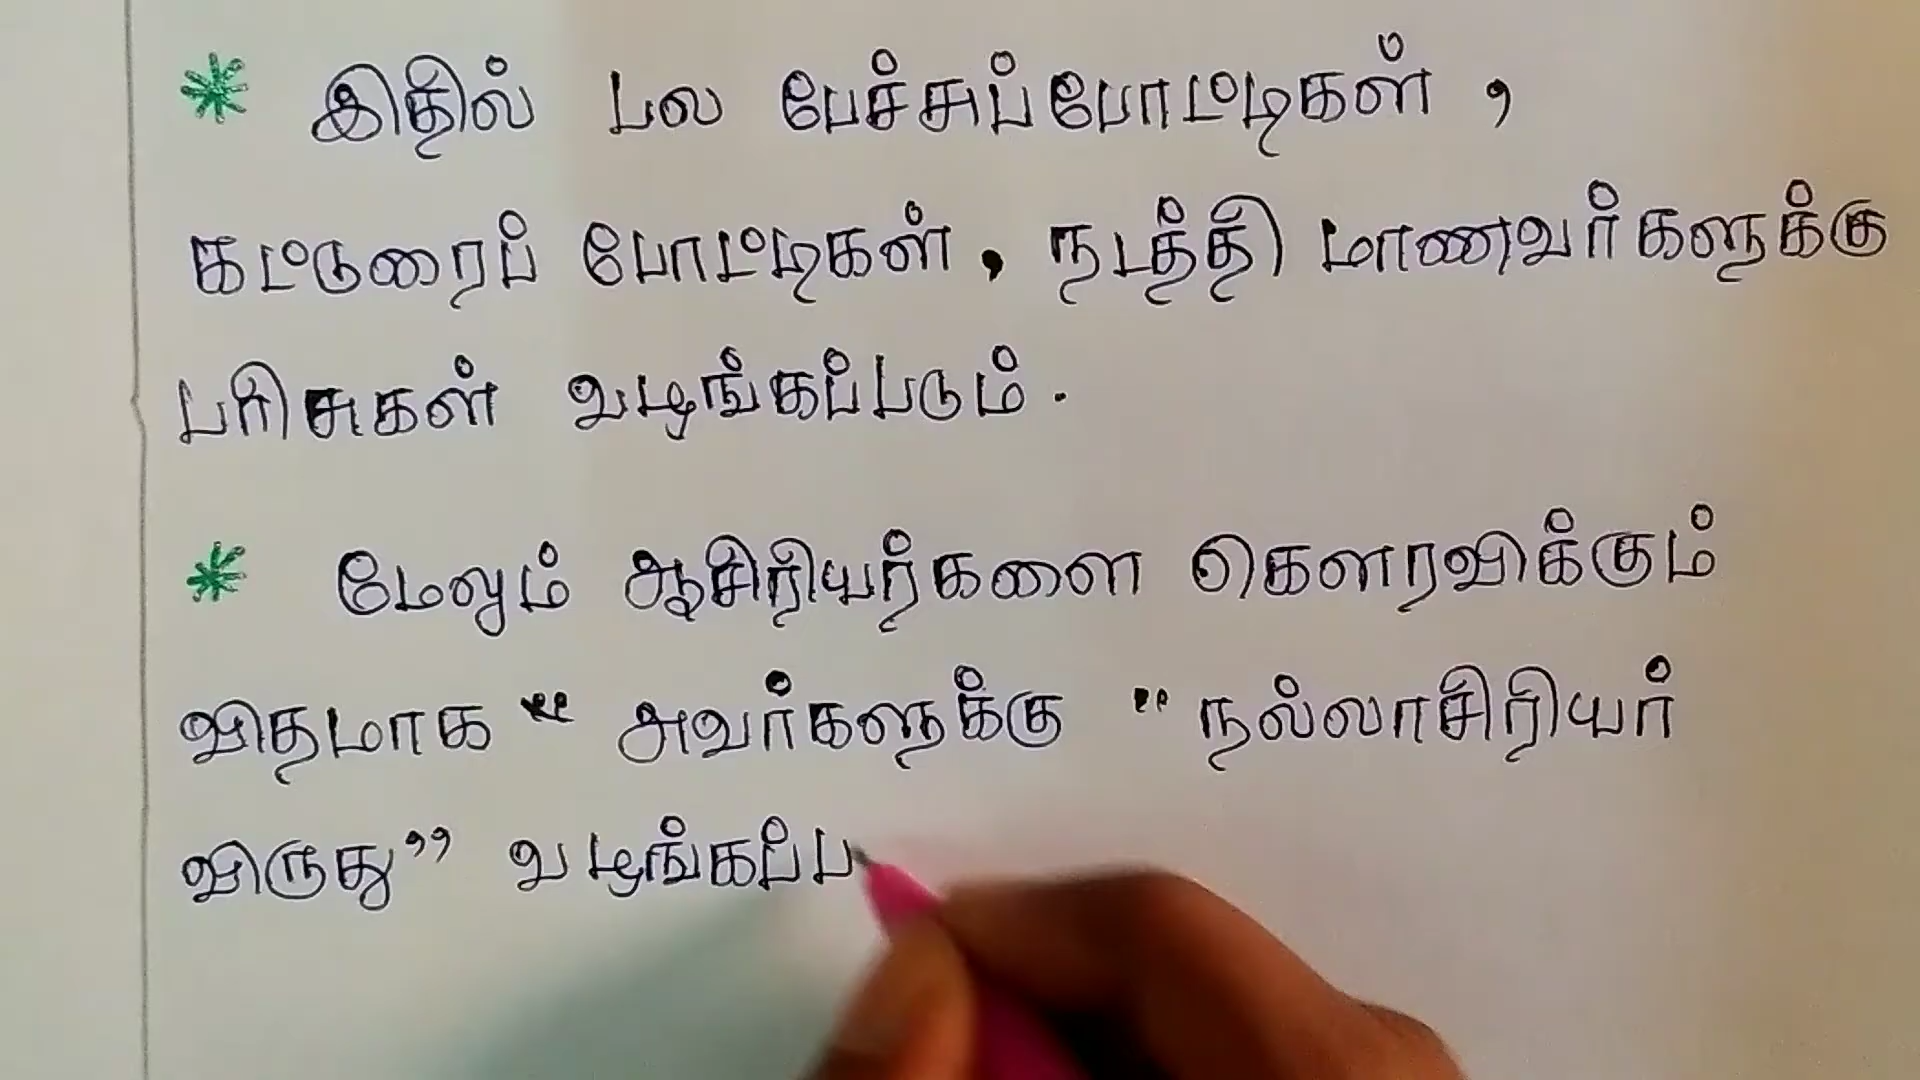 * இதில் பல பேச்சுப்போட்டிகள் ,
கட்டுரைப் போட்டிகள் , நடத்தி மாணவர்களுக்கு
பரிசுகள் வழங்கப்படும் .
* மேலும் ஆசிரியர்களை கௌரவிக்கும்
விதமாக “ அவர்களுக்கு " நல்லாசிரியர்
விருது” வழங்கப்ப